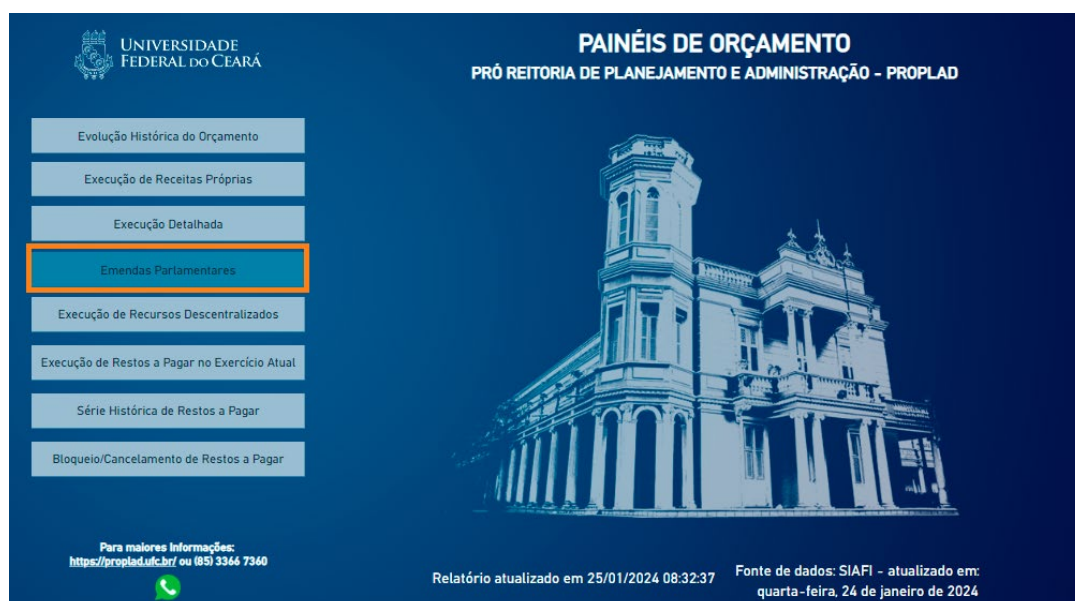 UNIVERSIDADE
FEDERAL DO CEARÁ
PAINÉIS DE ORÇAMENTO
PRÓ REITORIA DE PLANEJAMENTO E ADMINISTRAÇÃO - PROPLAD
Evolução Histórica do Orçamento
Execução de Receitas Próprias
Execução Detalhada
Emendas Parlamentares
Execução de Recursos Descentralizados
Execução de Restos a Pagar no Exercício Atual
Série Histórica de Restos a Pagar
Bloqueio/Cancelamento de Restos a Pagar
Para maiores Informações:
https://proplad.ufc.br/ ou (85) 3366 7360
Relatório atualizado em 25/01/2024 08:32:37
Fonte de dados: SIAFI - atualizado em:
quarta-feira, 24 de janeiro de 2024